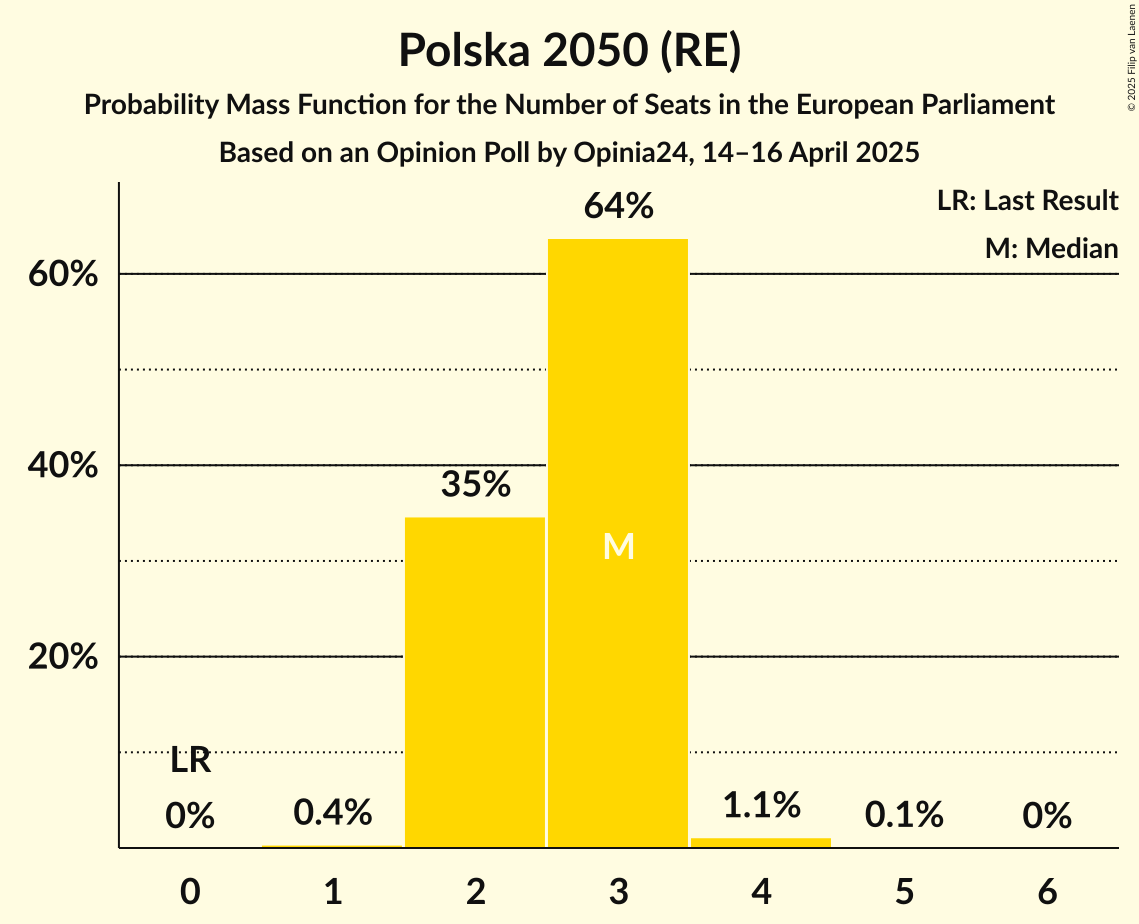 Polska 2050 (RE)
Probability Mass Function for the Number of Seats in the European Parliament
Based on an Opinion Poll by Opinia24, 14–16 April 2025
© 2025 Filip van Laenen
LR: Last Result
M: Median
64%
60%
40%
35%
M
20%
LR
0%
0.4%
1.1%
0.1%
0%
0 1 2 3 4 5 6